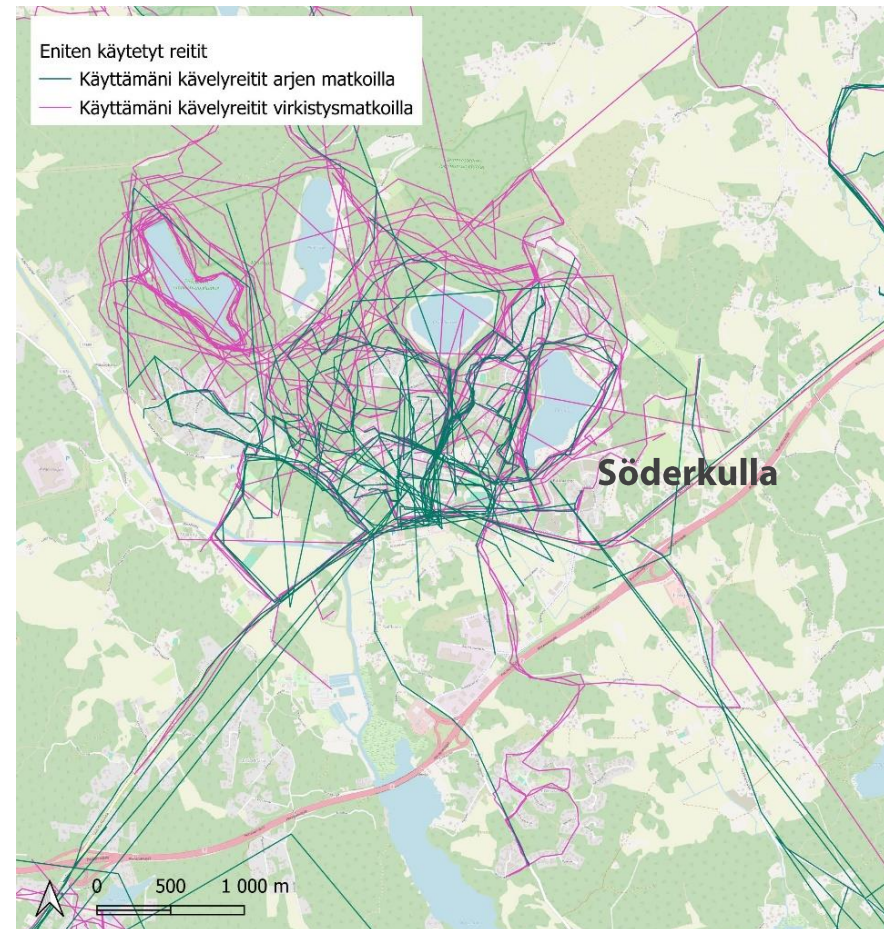 Eniten käytetyt reitit
Käyttämäni kävelyreitit arjen matkoilla
Käyttämäni kävelyreitit virkistysmatkoilla
Söderkulla
0 500 1 000 m